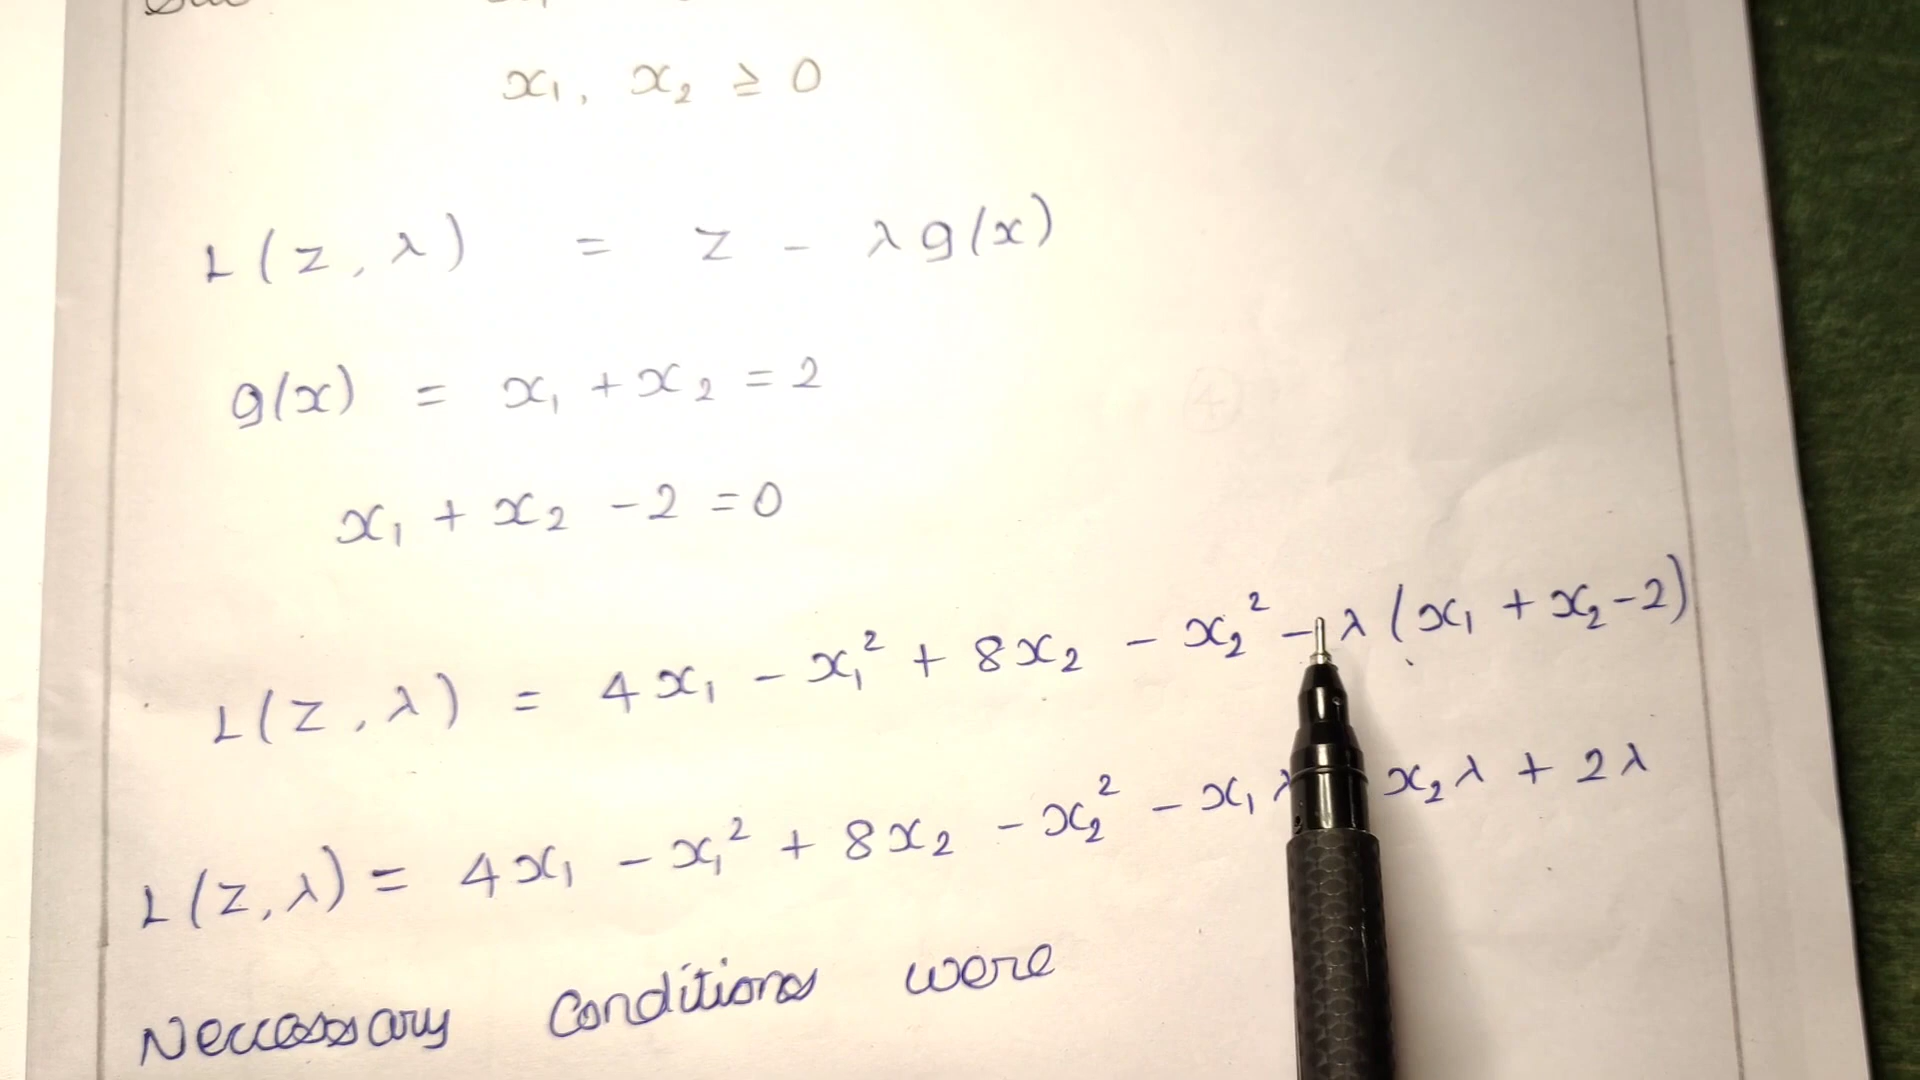 x₁, x₂ ≥ 0
L(z, λ) = z - λg(x)
g(x) = x₁ + x₂ = 2
x₁ + x₂ - 2 = 0
L(z, λ) = 4x₁ - x₁² + 8x₂ - x₂² - λ(x₁ + x₂ - 2)
L(z, λ) = 4x₁ - x₁² + 8x₂ - x₂² - x₁λ x₂λ + 2λ
Neccessary Conditions were